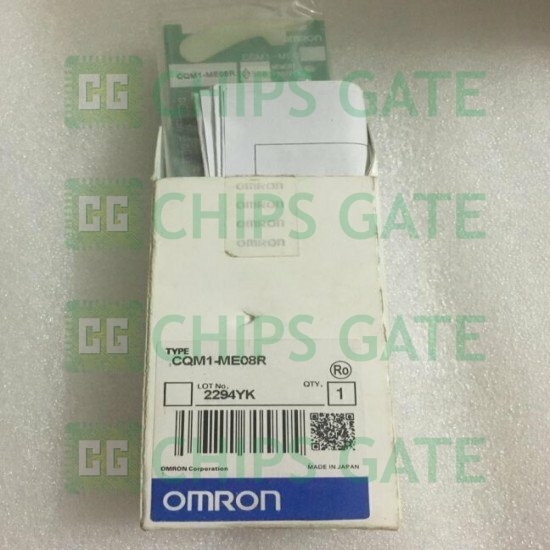 CQM1-ME08R
CG CHIPS GATE
CG CHIPS GATE
OMRON
OMRON
OMRON
OMRON
CG CHIPS GATE
TYPE
CQM1-ME08R
Ro
LOT No.
2294YK
QTY.
1
OMRON Corporation
MADE IN JAPAN
CG CHIPS GATE
OMRON